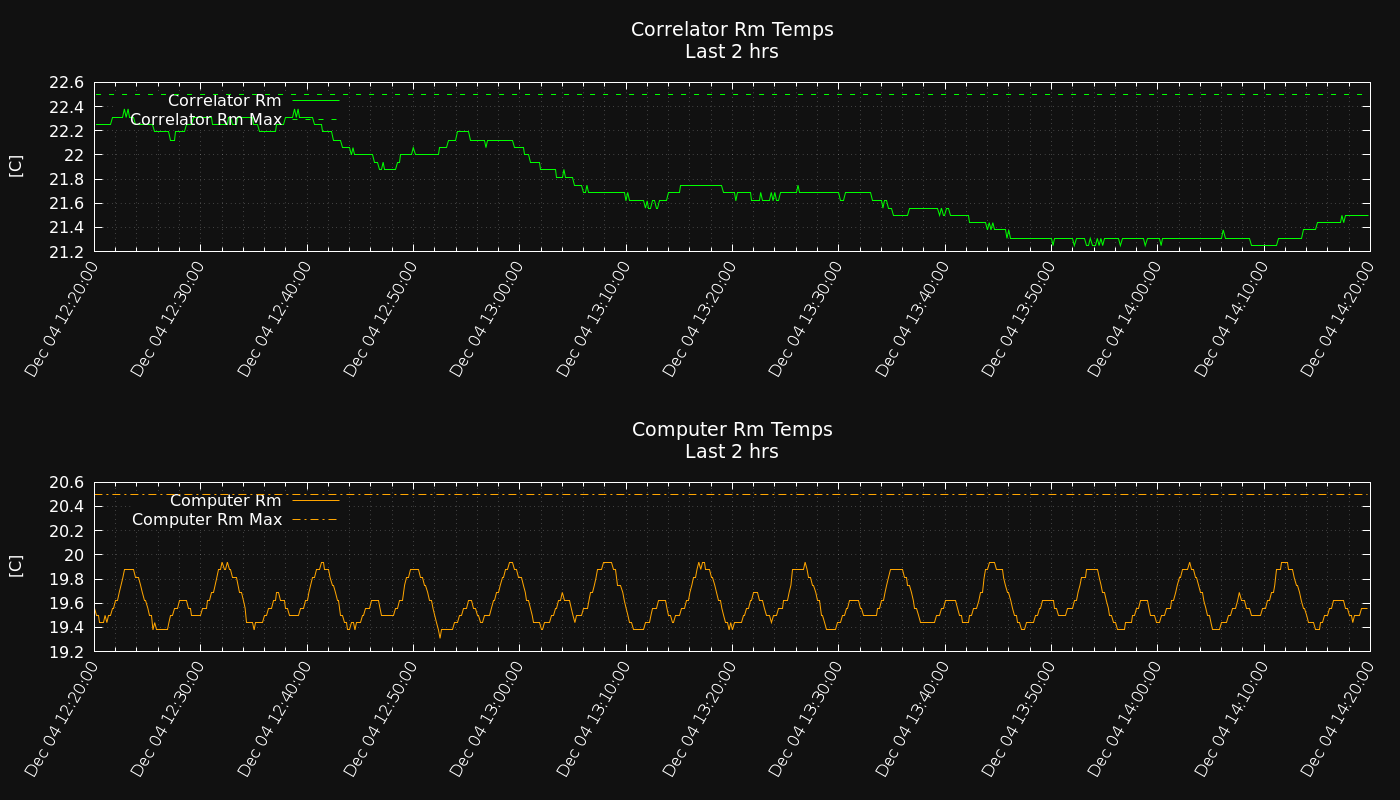 Correlator Rm Temps
Last 2 hrs
[C]
22.6
22.4
22.2
22
21.8
21.6
21.4
21.2
Correlator Rm
Correlator Rm Max
Dec 04 12:20:00
Dec 04 12:30:00
Dec 04 12:40:00
Dec 04 12:50:00
Dec 04 13:00:00
Dec 04 13:10:00
Dec 04 13:20:00
Dec 04 13:30:00
Dec 04 13:40:00
Dec 04 13:50:00
Dec 04 14:00:00
Dec 04 14:10:00
Dec 04 14:20:00
Computer Rm Temps
Last 2 hrs
[C]
20.6
20.4
20.2
20
19.8
19.6
19.4
19.2
Computer Rm
Computer Rm Max
Dec 04 12:20:00
Dec 04 12:30:00
Dec 04 12:40:00
Dec 04 12:50:00
Dec 04 13:00:00
Dec 04 13:10:00
Dec 04 13:20:00
Dec 04 13:30:00
Dec 04 13:40:00
Dec 04 13:50:00
Dec 04 14:00:00
Dec 04 14:10:00
Dec 04 14:20:00